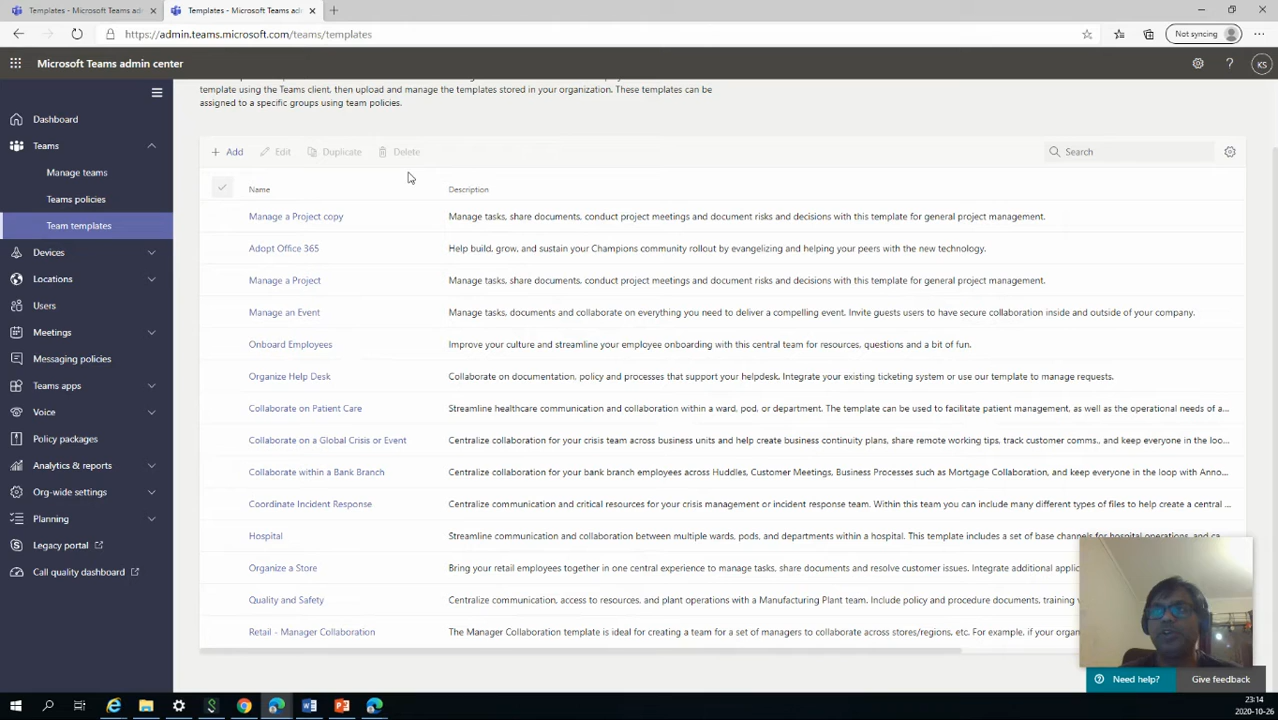 Templates - Microsoft Teams adm
Templates - Microsoft Teams adm
https://admin.teams.microsoft.com/teams/templates
Not syncing
Microsoft Teams admin center
KS
template using the Teams client, then upload and manage the templates stored in your organization. These templates can be
assigned to a specific groups using team policies.
Dashboard
Teams
Manage teams
Teams policies
Team templates
Devices
Locations
Users
Meetings
Messaging policies
Teams apps
Voice
Policy packages
Analytics & reports
Org-wide settings
Planning
Legacy portal
Call quality dashboard
+ Add Edit Duplicate Delete Search
Name Description
Manage a Project copy Manage tasks, share documents, conduct project meetings and document risks and decisions with this template for general project management.
Adopt Office 365 Help build, grow, and sustain your Champions community rollout by evangelizing and helping your peers with the new technology.
Manage a Project Manage tasks, share documents, conduct project meetings and document risks and decisions with this template for general project management.
Manage an Event Manage tasks, documents and collaborate on everything you need to deliver a compelling event. Invite guests users to have secure collaboration inside and outside of your company.
Onboard Employees Improve your culture and streamline your employee onboarding with this central team for resources, questions and a bit of fun.
Organize Help Desk Collaborate on documentation, policy and processes that support your helpdesk. Integrate your existing ticketing system or use our template to manage requests.
Collaborate on Patient Care Streamline healthcare communication and collaboration within a ward, pod, or department. The template can be used to facilitate patient management, as well as the operational needs of a...
Collaborate on a Global Crisis or Event Centralize collaboration for your crisis team across business units and help create business continuity plans, share remote working tips, track customer comms., and keep everyone in the loo...
Collaborate within a Bank Branch Centralize collaboration for your bank branch employees across Huddles, Customer Meetings, Business Processes such as Mortgage Collaboration, and keep everyone in the loop with Anno...
Coordinate Incident Response Centralize communication and critical resources for your crisis management or incident response team. Within this team you can include many different types of files to help create a central ...
Hospital Streamline communication and collaboration between multiple wards, pods, and departments within a hospital. This template includes a set of base channels for hospital operations, and ca...
Organize a Store Bring your retail employees together in one central experience to manage tasks, share documents and resolve customer issues. Integrate additional applic
Quality and Safety Centralize communication, access to resources, and plant operations with a Manufacturing Plant team. Include policy and procedure documents, training
Retail - Manager Collaboration The Manager Collaboration template is ideal for creating a team for a set of managers to collaborate across stores/regions, etc. For example, if your organ
Need help? Give feedback
23:14
2020-10-26